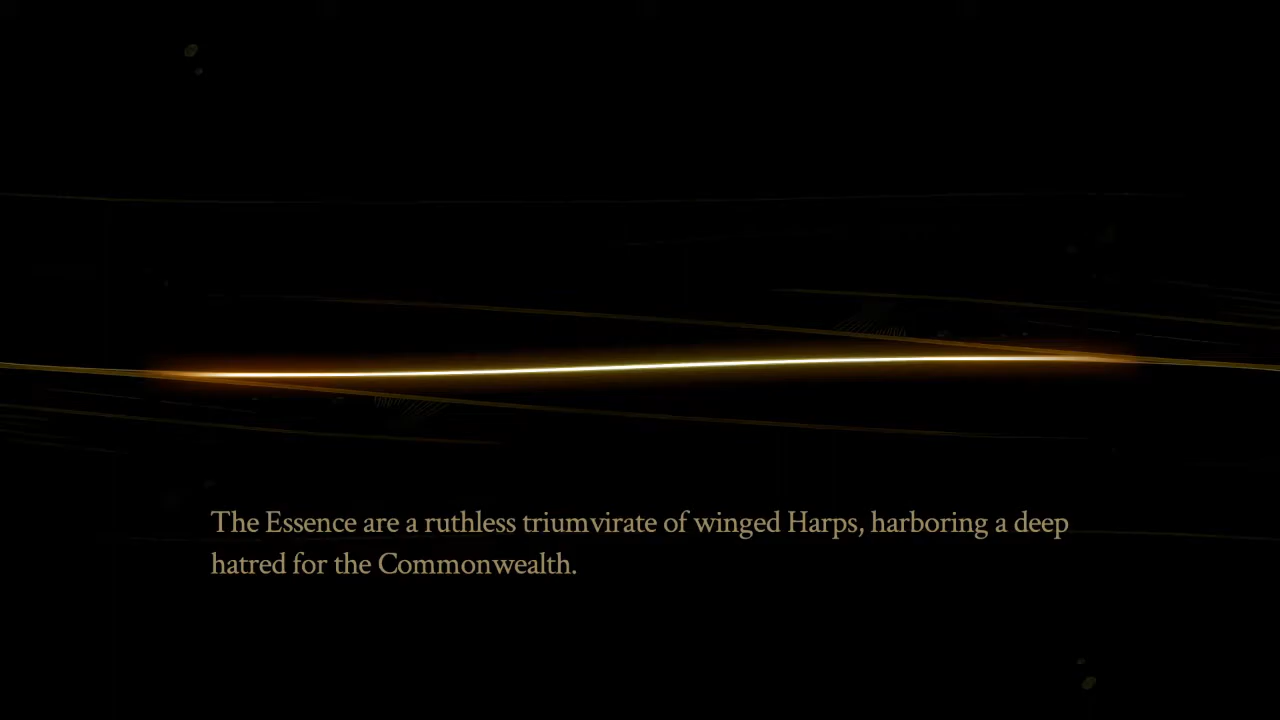 The Essence are a ruthless triumvirate of winged Harps, harboring a deep
hatred for the Commonwealth.